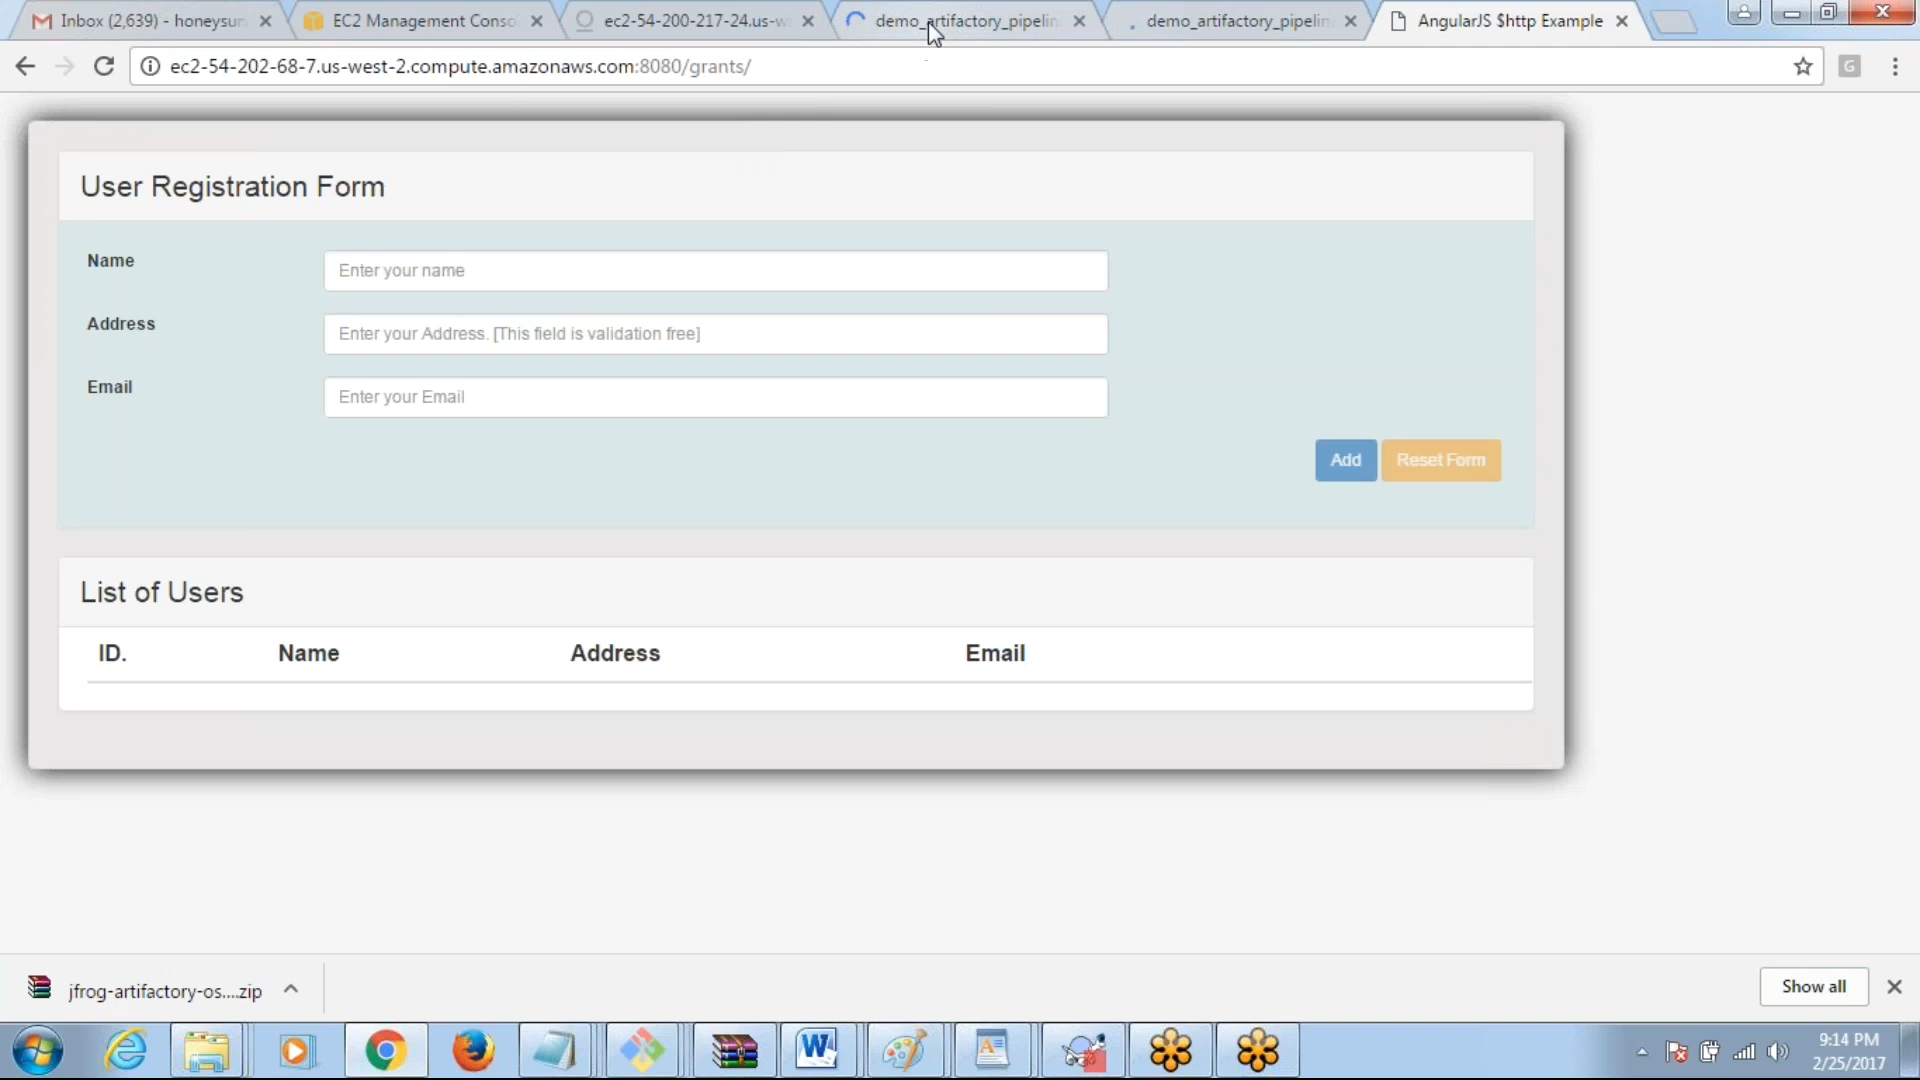 Inbox (2,639) - honeysun
EC2 Management Conso
ec2-54-200-217-24.us-w
demo_artifactory_pipelin
demo_artifactory_pipelin
AngularJS $http Example
ec2-54-202-68-7.us-west-2.compute.amazonaws.com:8080/grants/
G
User Registration Form
Name
Enter your name
Address
Enter your Address. [This field is validation free]
Email
Enter your Email
Add
Reset Form
List of Users
ID. Name Address Email
jfrog-artifactory-os....zip
Show all
9:14 PM
2/25/2017